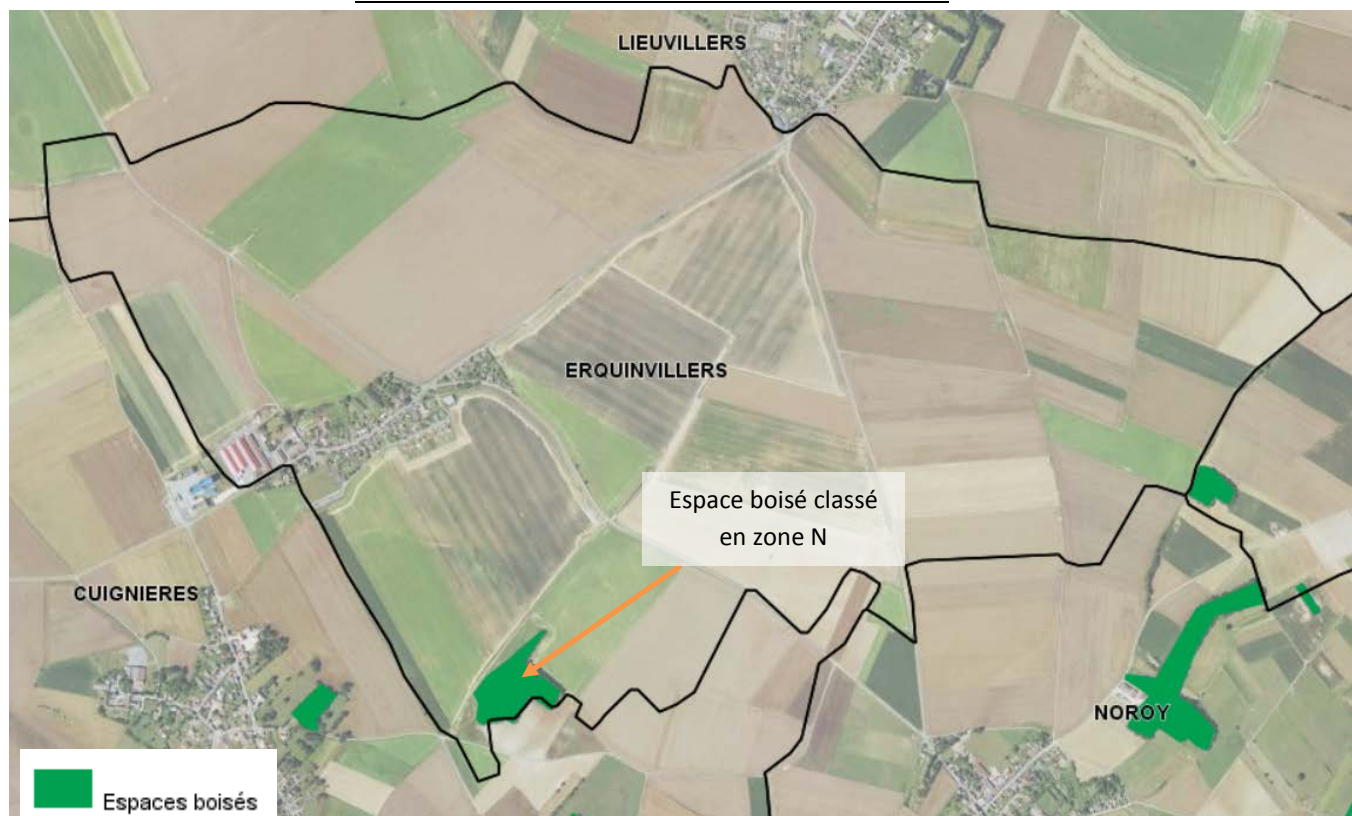 LIEUVILLERS
ERQUINVILLERS
Espace boisé classé
en zone N
CUIGNIERES
NOROY
Espaces boisés